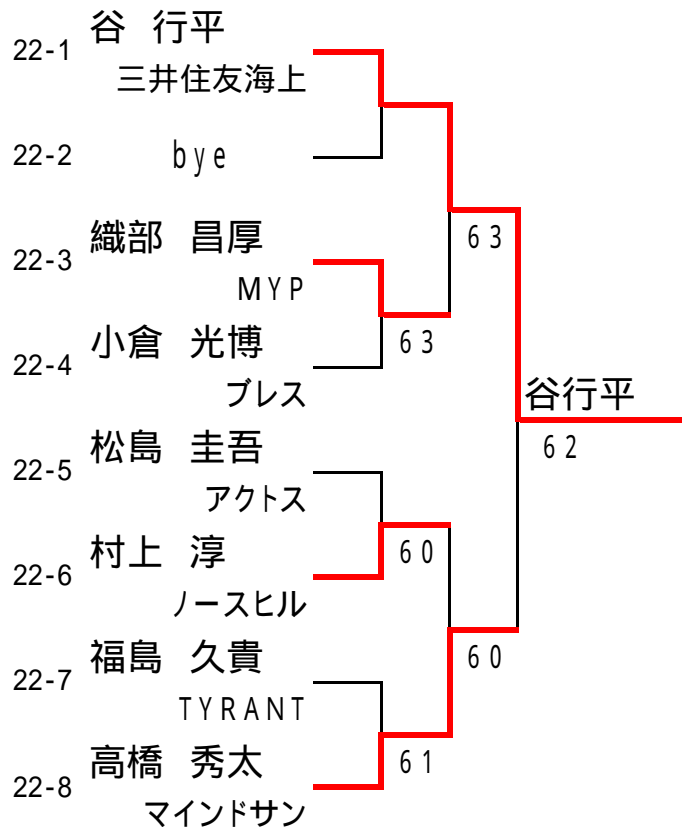 谷 行平
22-1
三井住友海上
22-2 bye
織部 昌厚
22-3
MYP
小倉 光博
22-4
ブレス
松島 圭吾
22-5
アクトス
村上 淳
22-6
ノースヒル
福島 久貴
22-7
TYRANT
高橋 秀太
22-8
マインドサン
63
60
61
63
60
谷行平
62